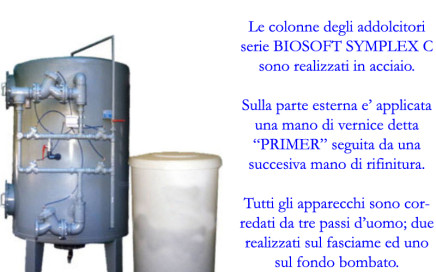 Le colonne degli addolcitori
serie BIOSOFT SYMPLEX C
sono realizzati in acciaio.
Sulla parte esterna e’ applicata
una mano di vernice detta
“PRIMER” seguita da una
succesiva mano di rifinitura.
Tutti gli apparecchi sono cor-
redati da tre passi d’uomo; due
realizzati sul fasciame ed uno
sul fondo bombato.